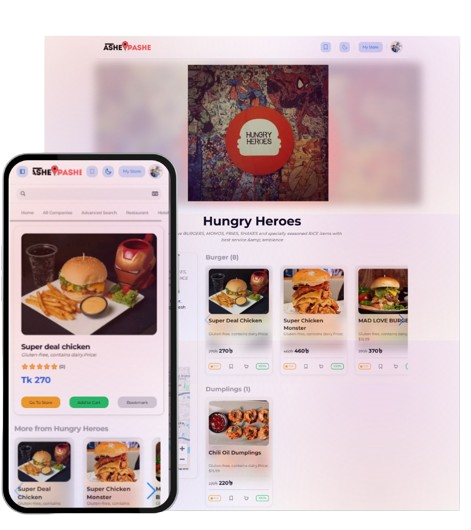 ASHEPASHE
My Store
HUNGRY
HEROES
Hungry Heroes
BURGERS, MOMOS, FRIES, SHAKES and specially seasoned RICE items with
best service &amp; ambiance
Burger (8)
Super Deal Chicken
Super Chicken
Monster
MAD LOVE BURGER
270৳
460৳
370৳
Dumplings (1)
Chili Oil Dumplings
220৳
ASHEPASHE
My Store
Home
All Companies
Advanced Search
Restaurant
Super deal chicken
Gluten-free, contains dairy.Price:
(0)
Tk 270
Go To Store
Add to Cart
Bookmark
More from Hungry Heroes
Super Deal
Chicken
Super Chicken
Monster
Mad
Bu